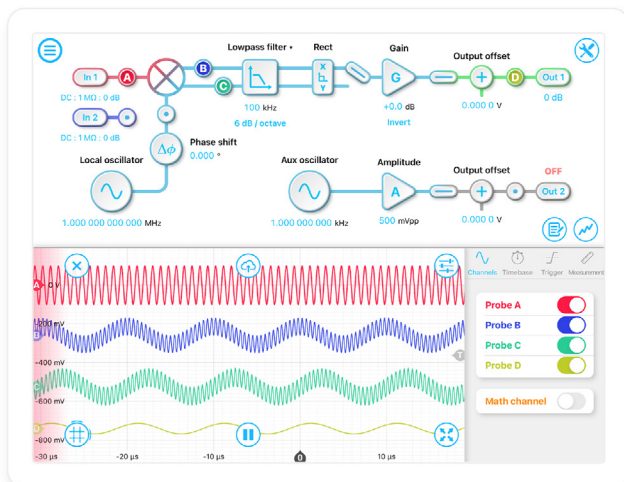 Lowpass filter ▾
Rect
Gain
Output offset
In 1
A
B
C
X
Y
G
D
Out 1
DC : 1 MΩ : 0 dB
100 kHz
+0.0 dB
0.000 0 V
0 dB
6 dB / octave
Invert
In 2
DC : 1 MΩ : 0 dB
Δϕ
Phase shift
0.000 °
Local oscillator
Aux oscillator
Amplitude
Output offset
OFF
A
Out 2
1.000 000 000 000 MHz
1.000 000 000 kHz
500 mVpp
0.000 0 V
Channels
Timebase
Trigger
Measurement
A
0 V
Probe A
Probe B
Probe C
Probe D
T
-400 mV
C
-600 mV
Math channel
-800 mV
-30 µs
-20 µs
-10 µs
0
10 µs